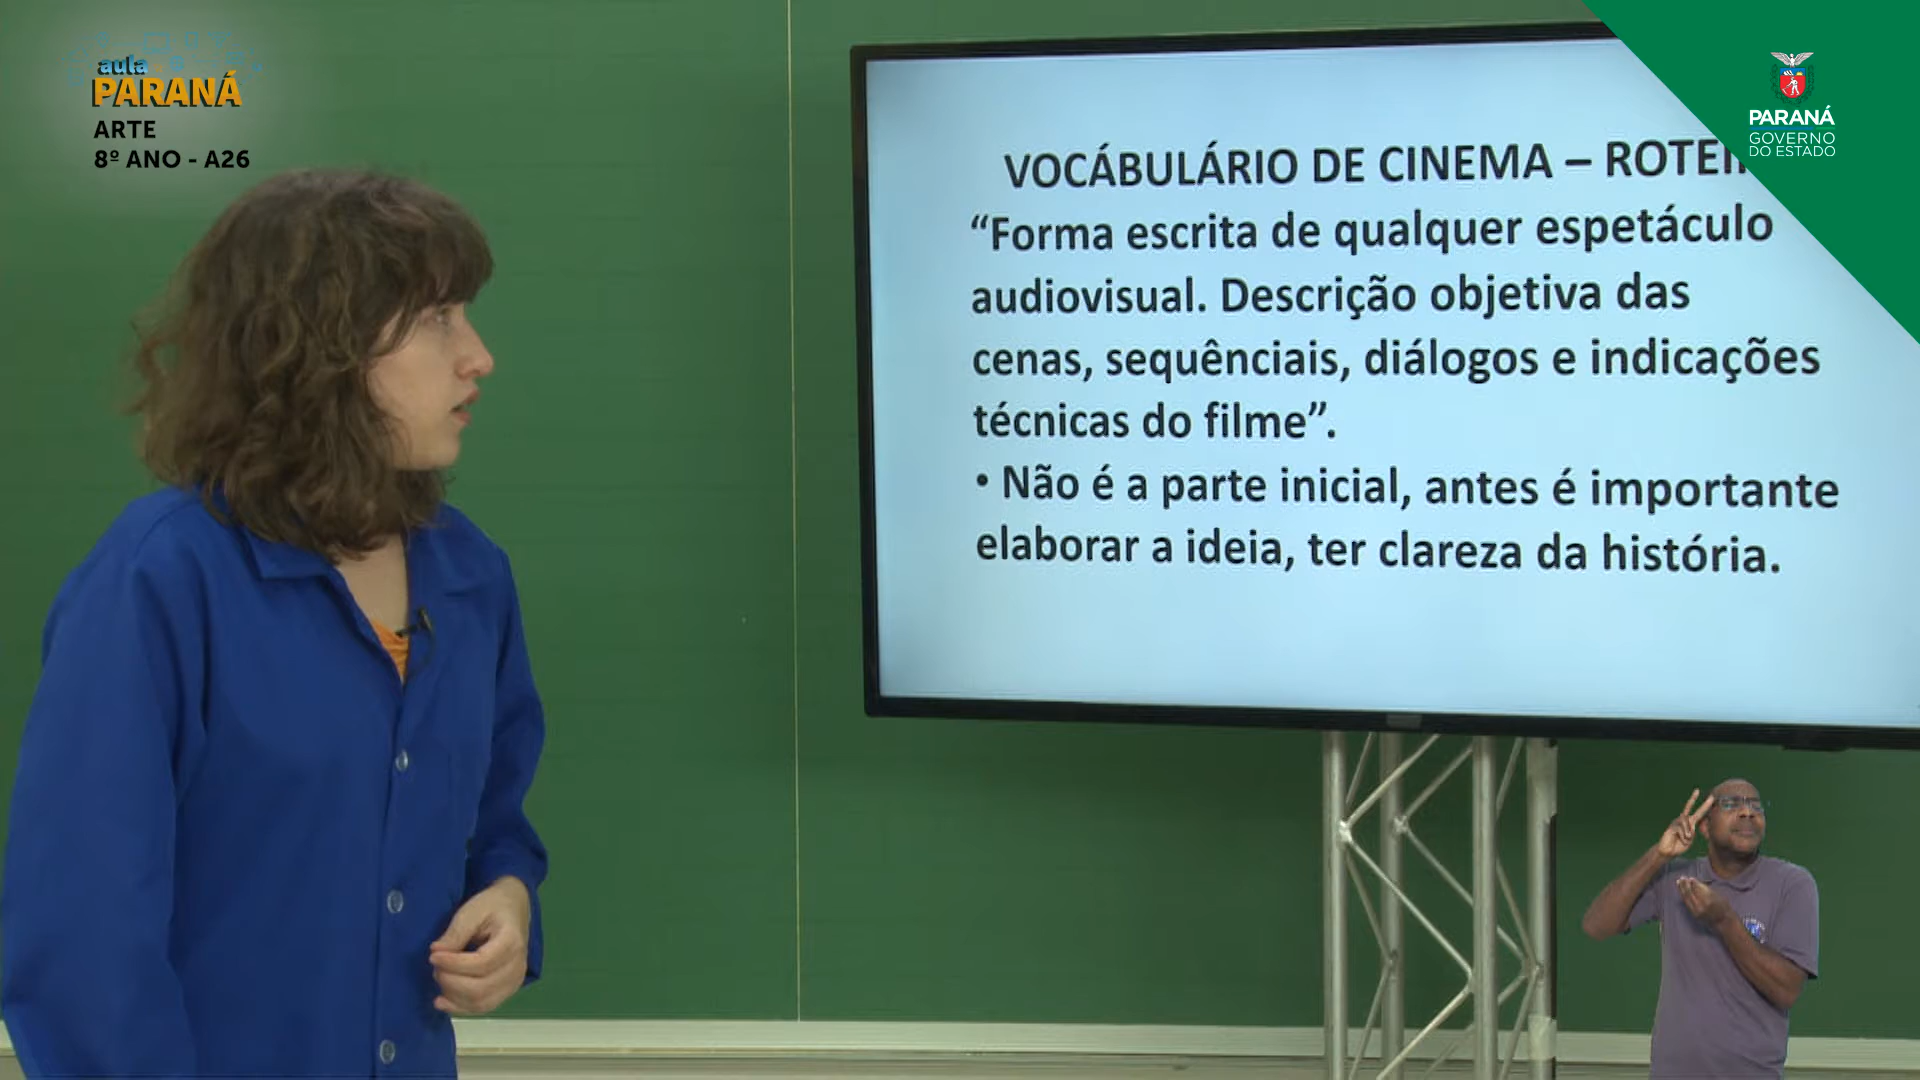 aula
PARANÁ
ARTE
8º ANO - A26
PARANÁ
GOVERNO
DO ESTADO
VOCÁBULÁRIO DE CINEMA –
“Forma escrita de qualquer espetáculo
audiovisual. Descrição objetiva das
cenas, sequênciais, diálogos e indicações
técnicas do filme”.
• Não é a parte inicial, antes é importante
elaborar a ideia, ter clareza da história.